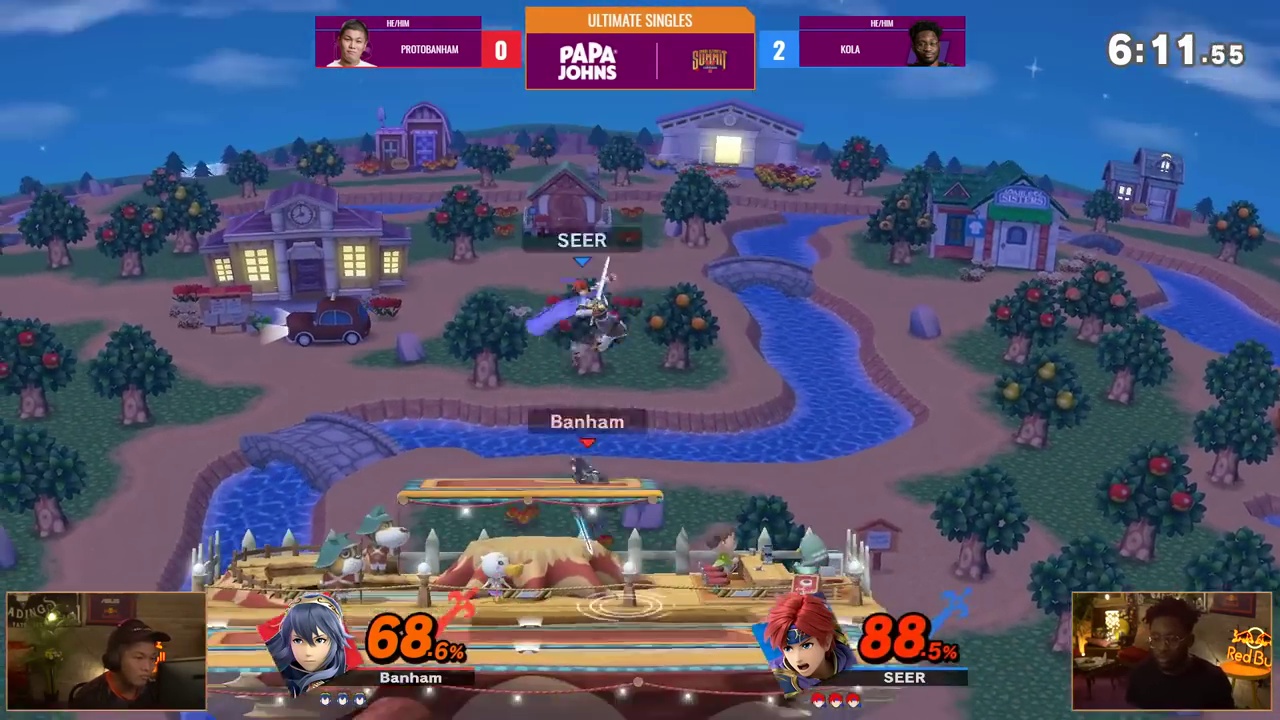 HE/HIM
PROTOBANHAM
0
ULTIMATE SINGLES
PAPA JOHNS
SUMMIT
2
HE/HIM
KOLA
6:11.55
SEER
Banham
68.6%
Banham
88.5%
SEER